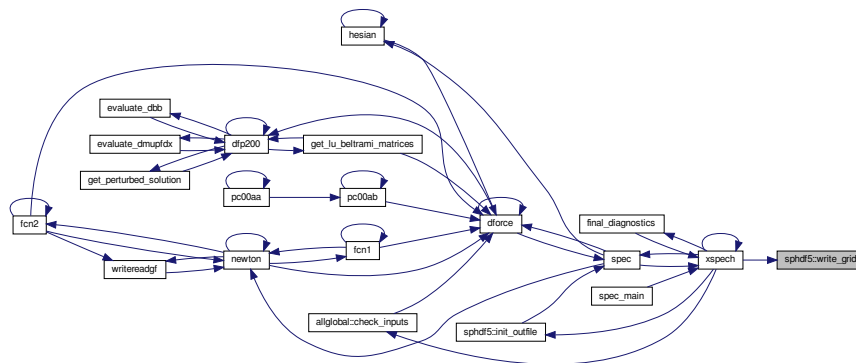 hesian
evaluate_dbb
evaluate_dmupfdx
dfp200
get_lu_beltrami_matrices
get_perturbed_solution
pc00aa
pc00ab
fcn2
dforce
final_diagnostics
fcn1
newton
spec
xspech
sphdf5::write_grid
writereadgf
spec_main
allglobal::check_inputs
sphdf5::init_outfile